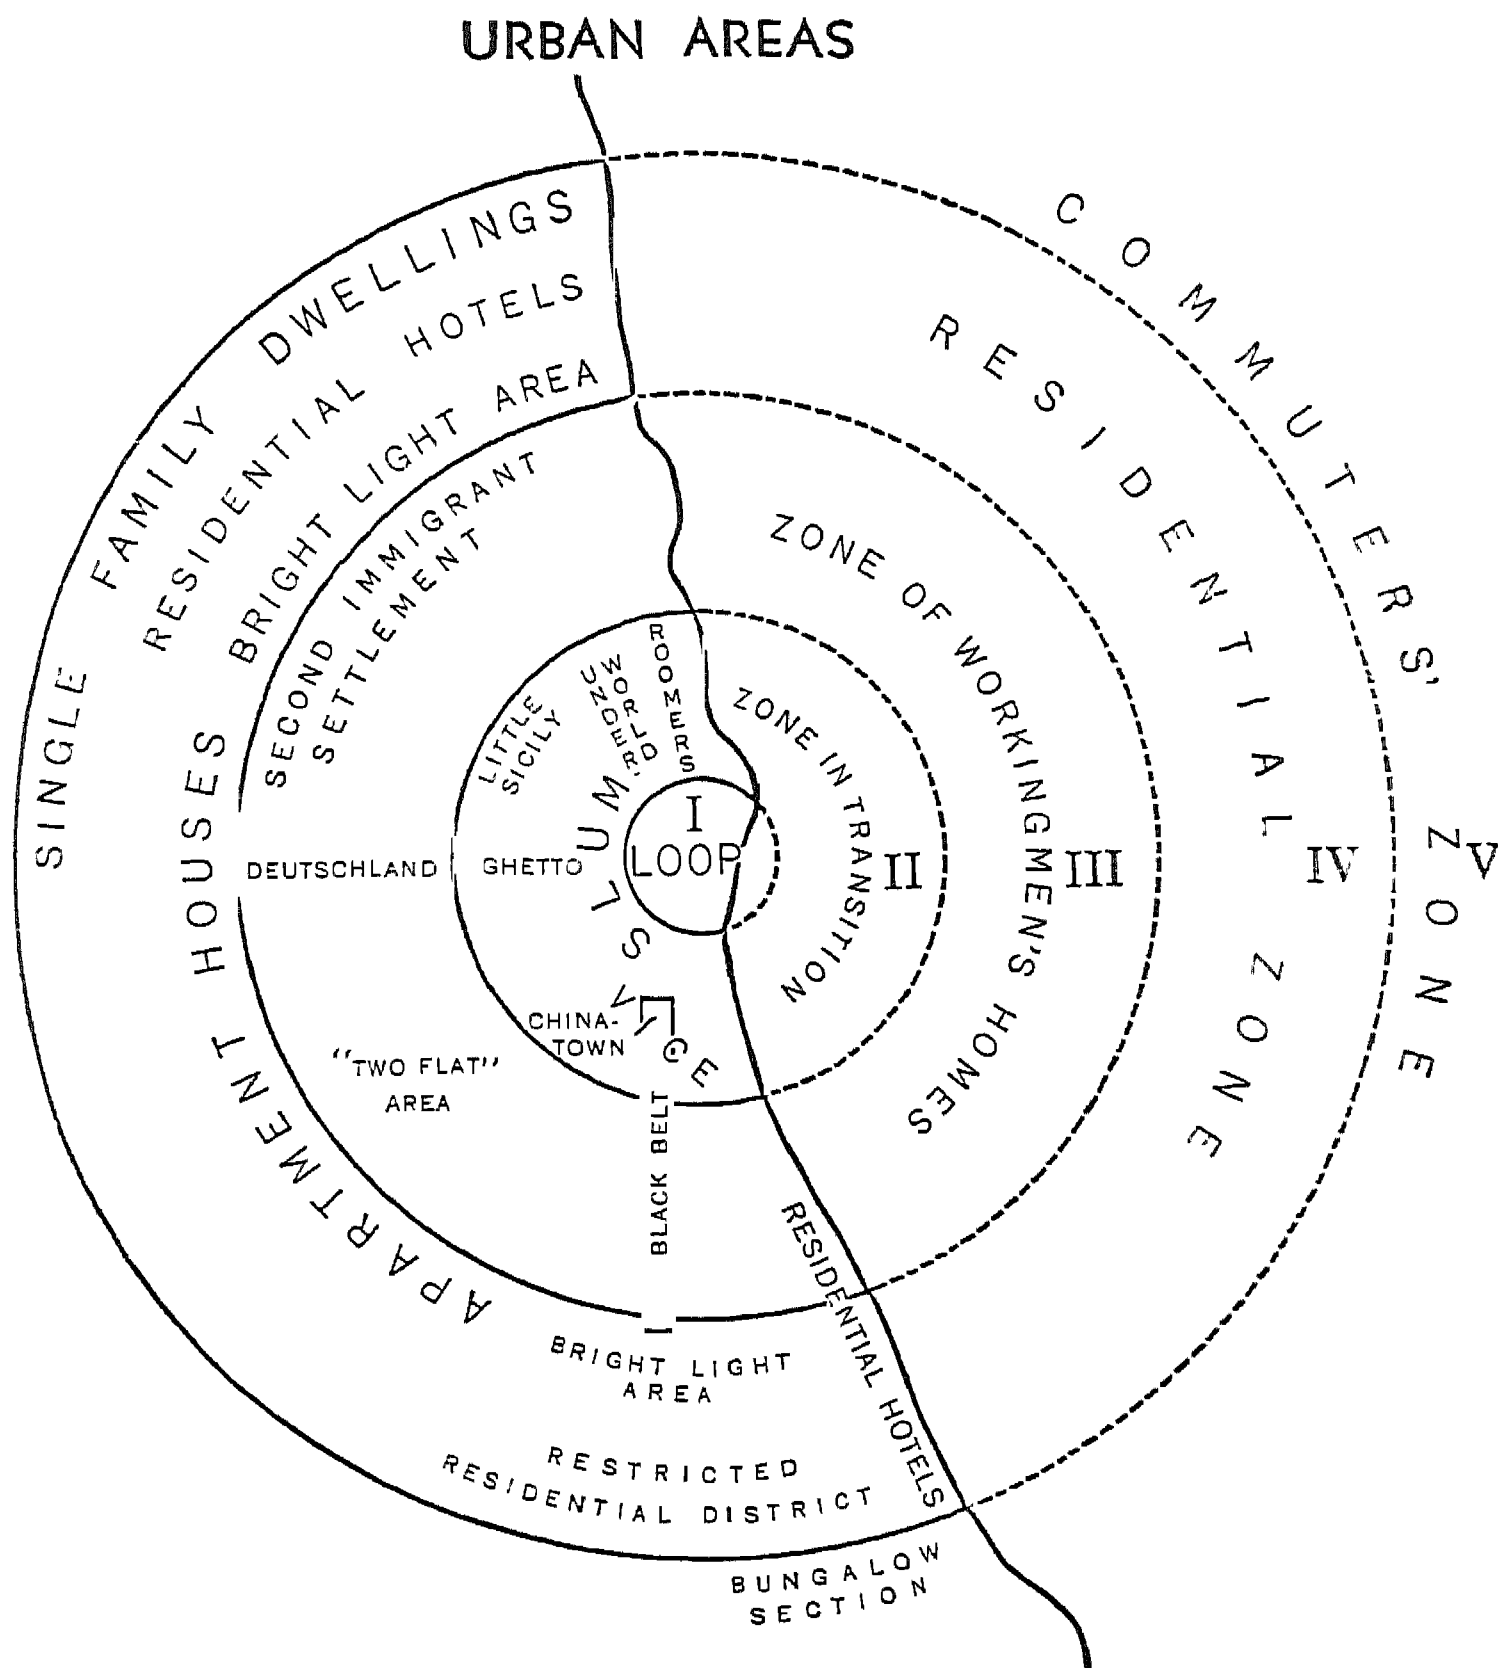 URBAN AREAS
SINGLE FAMILY DWELLINGS
RESIDENTIAL HOTELS
BRIGHT LIGHT AREA
APARTMENT HOUSES
SECOND IMMIGRANT
SETTLEMENT
DEUTSCHLAND
"TWO FLAT"
AREA
LITTLE
SICILY
UNDER-
WORLD
ROOMERS
GHETTO
SLUM
CHINA-
TOWN
VICE
I
LOOP
ZONE IN TRANSITION
II
ZONE OF WORKINGMEN'S HOMES
III
RESIDENTIAL ZONE
IV
COMMUTERS' ZONE
V
BLACK BELT
BRIGHT LIGHT
AREA
RESIDENTIAL HOTELS
RESTRICTED
RESIDENTIAL DISTRICT
BUNGALOW
SECTION